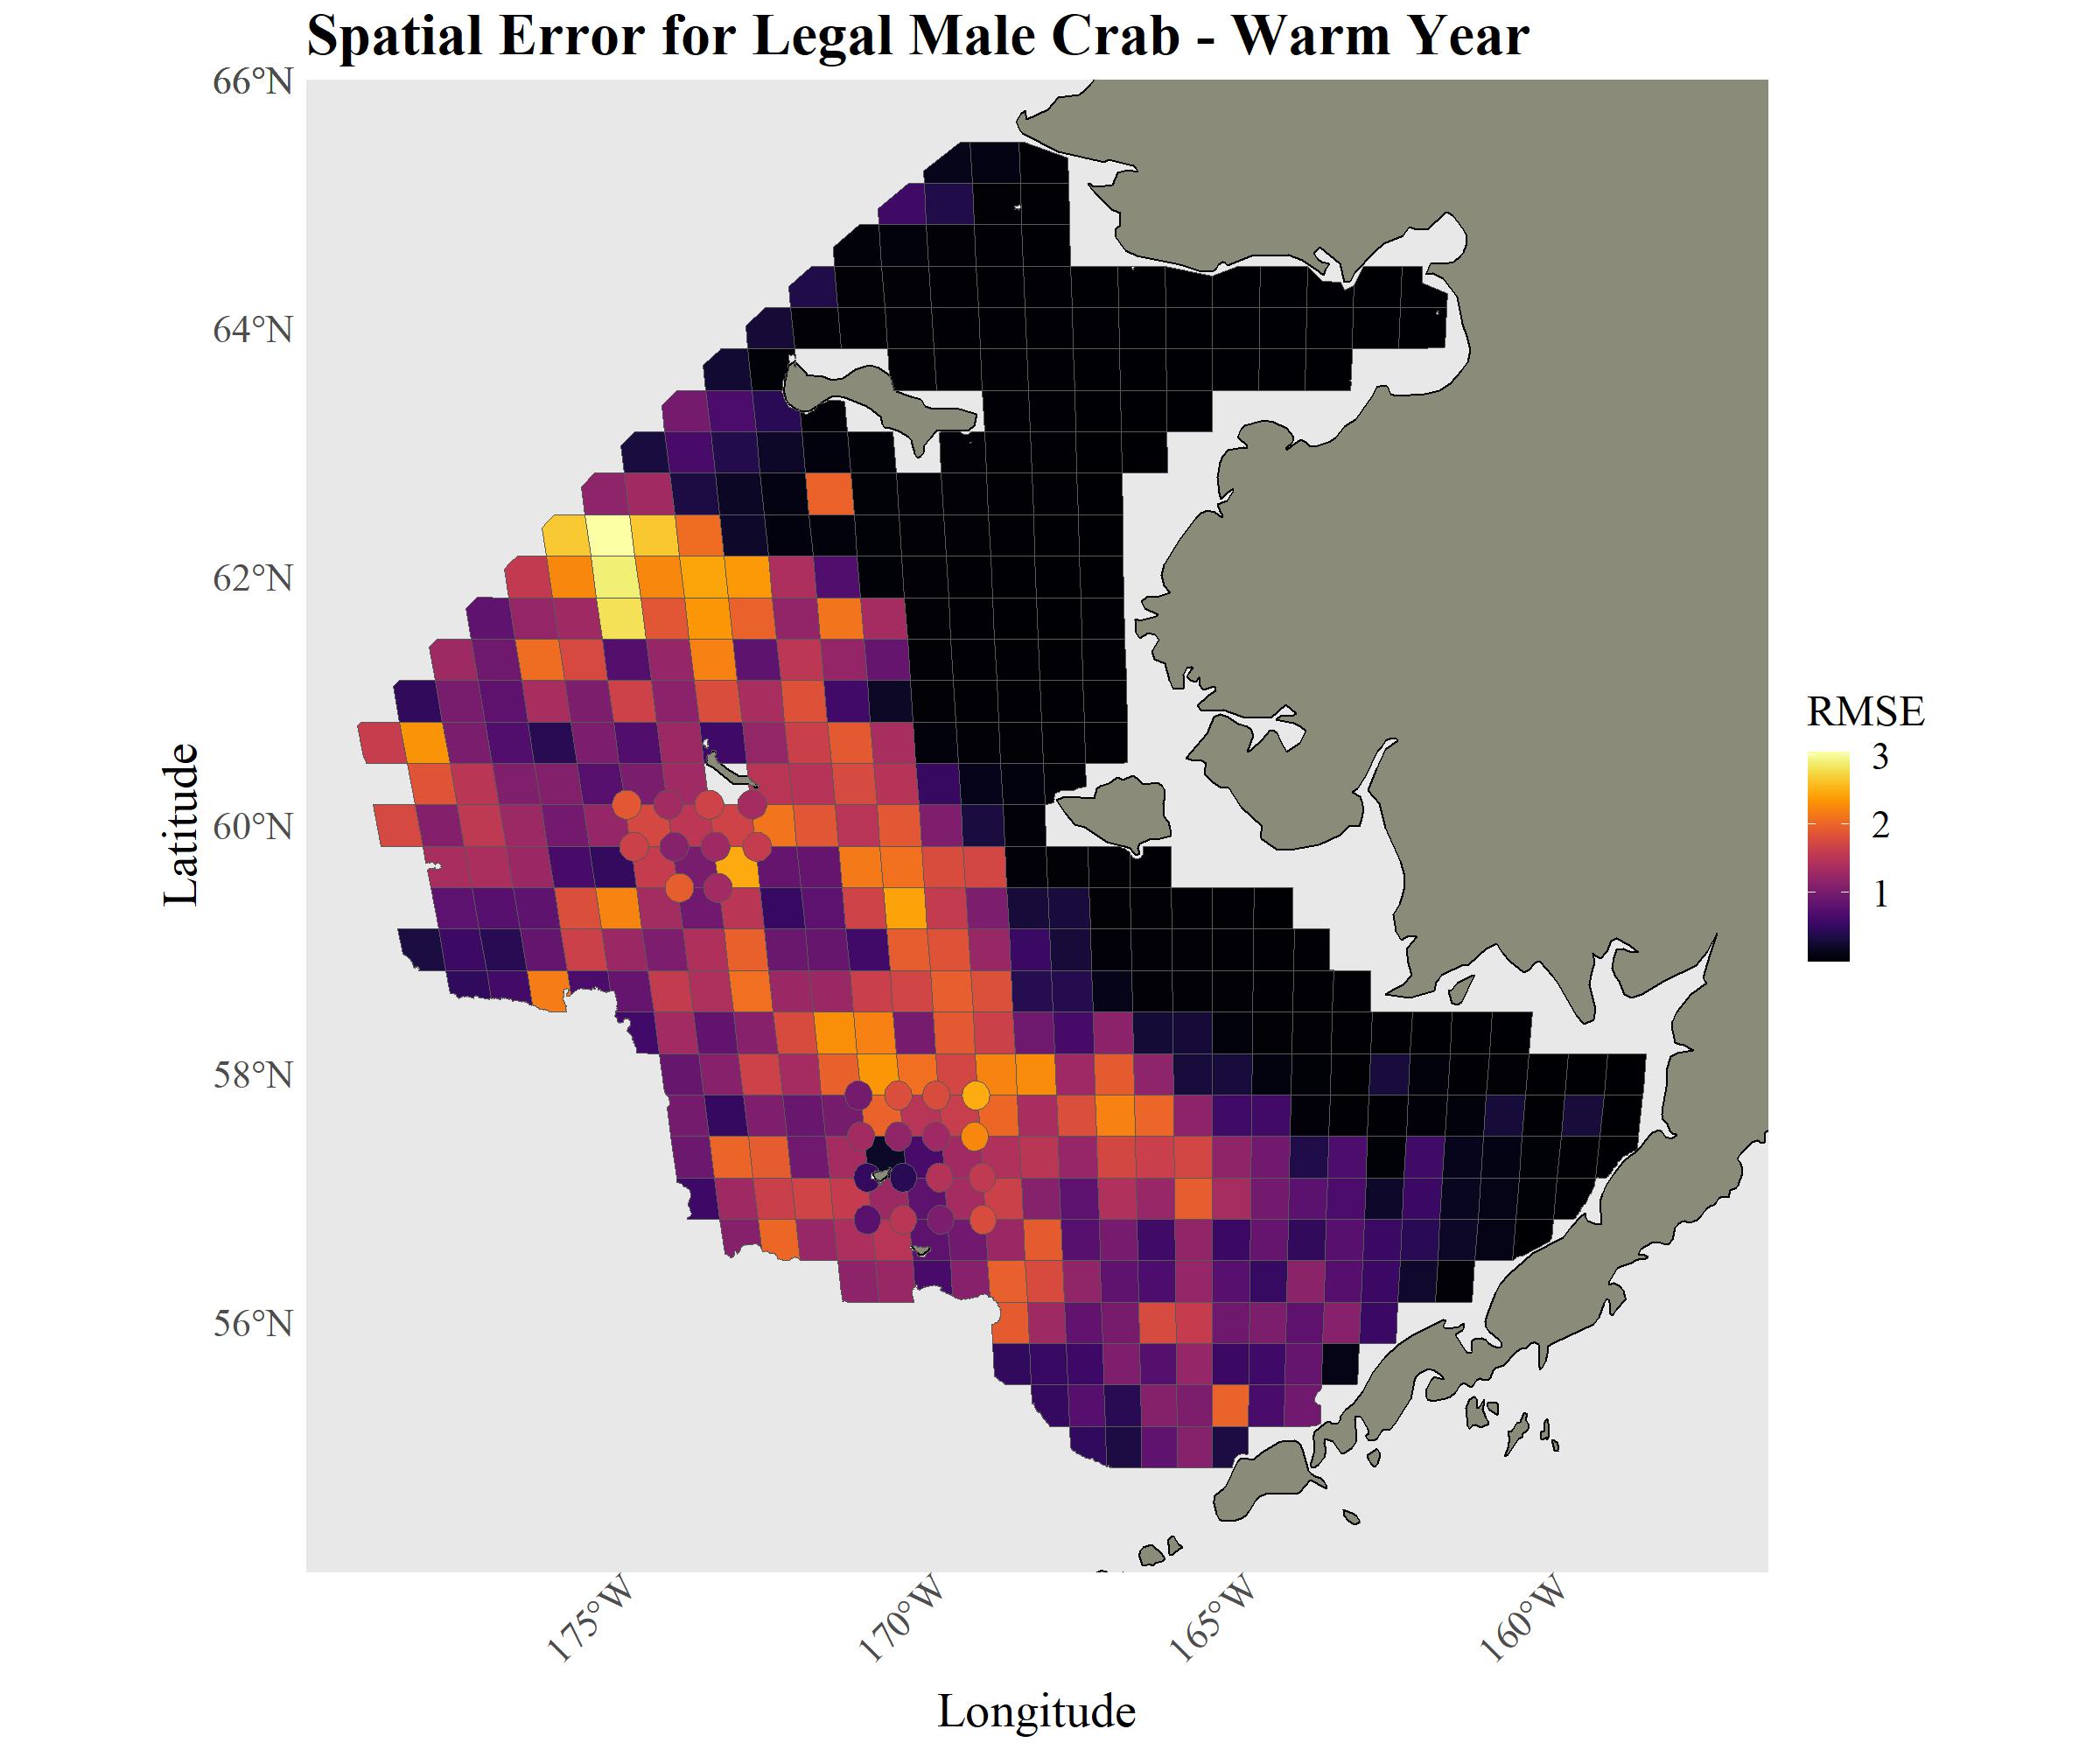 Spatial Error for Legal Male Crab - Warm Year
66°N
64°N
62°N
60°N
58°N
56°N
Latitude
175°W
170°W
165°W
160°W
Longitude
RMSE
3
2
1